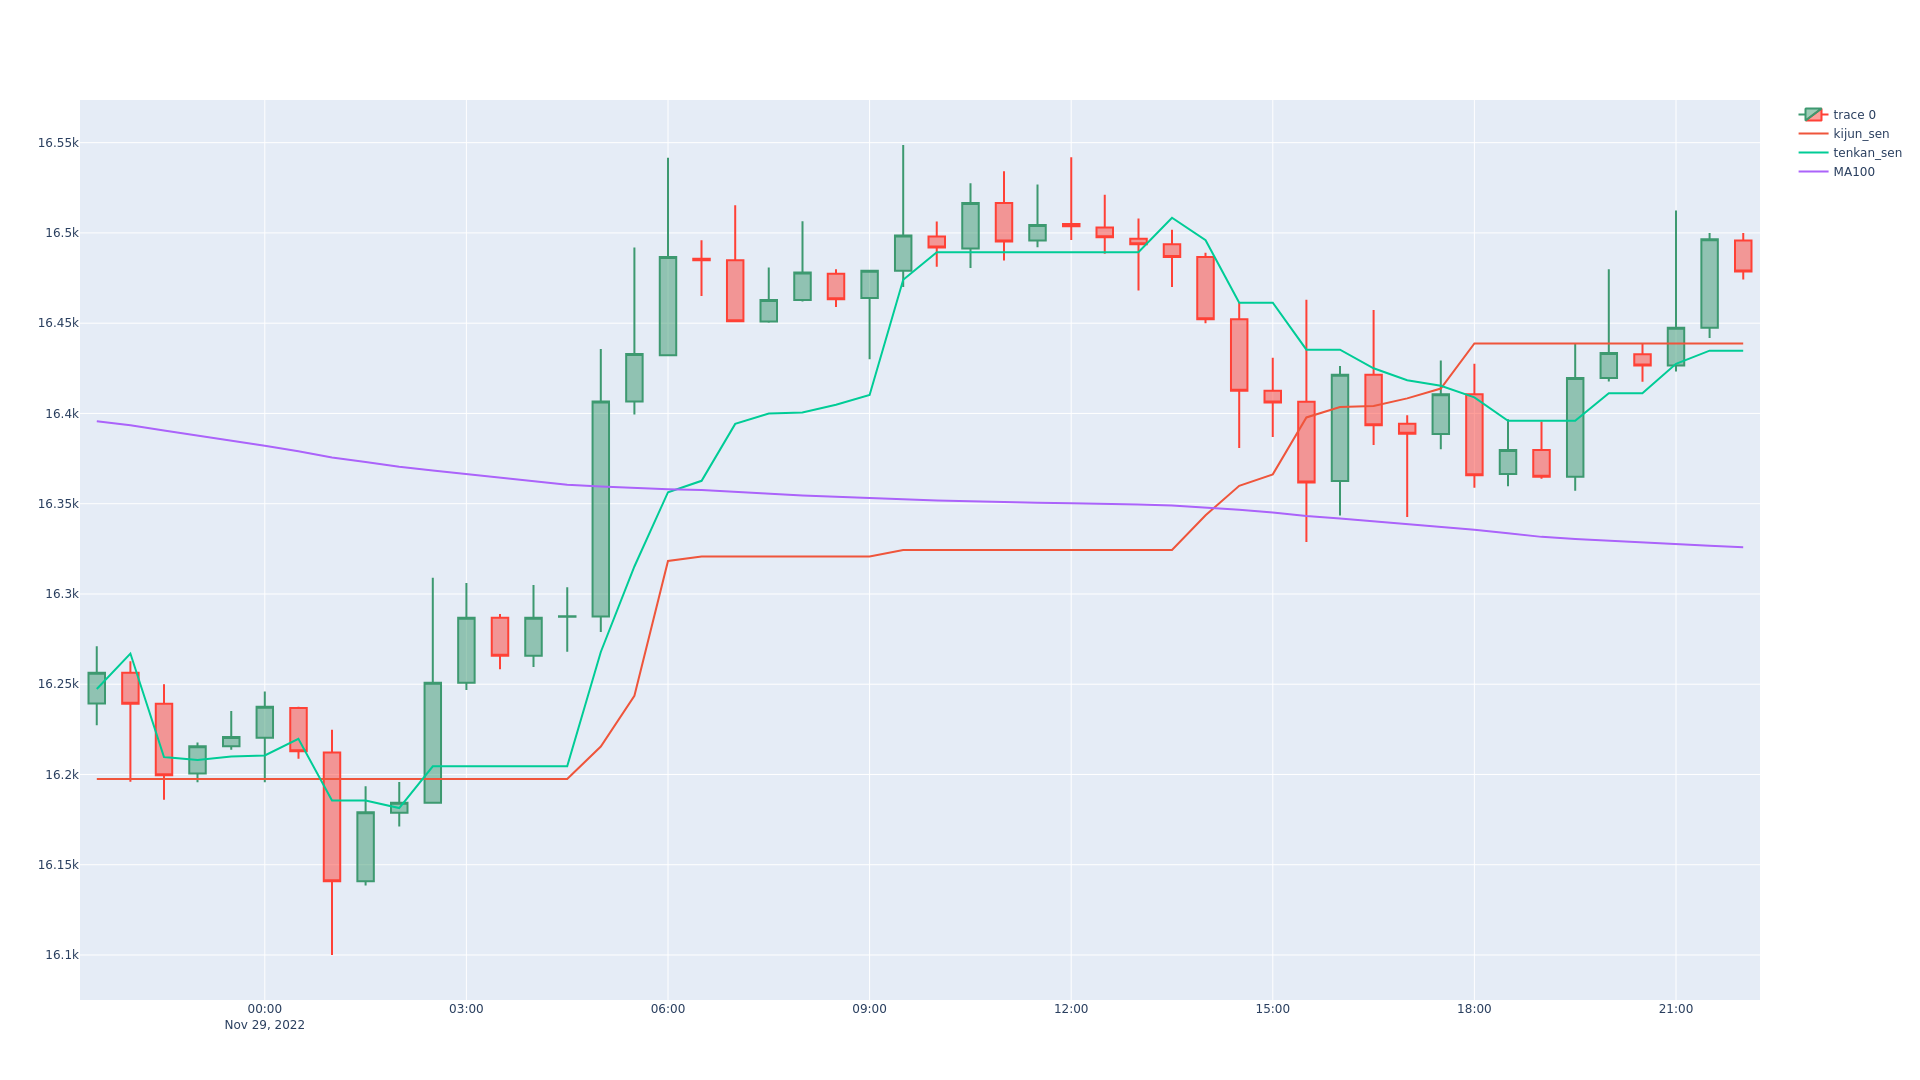 16.55k
16.5k
16.45k
16.4k
16.35k
16.3k
16.25k
16.2k
16.15k
16.1k
00:00
Nov 29, 2022
03:00
06:00
09:00
12:00
15:00
18:00
21:00
trace 0
kijun_sen
tenkan_sen
MA100